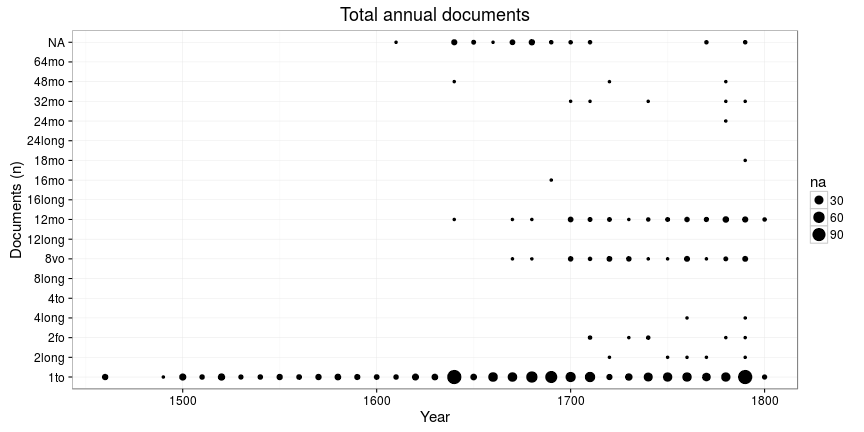 Total annual documents
NA
64mo
48mo
32mo
24mo
24long
18mo
16mo
16long
12mo
12long
8vo
8long
4to
4long
2fo
2long
1to
Documents (n)
1500
1600
1700
1800
Year
na
30
60
90